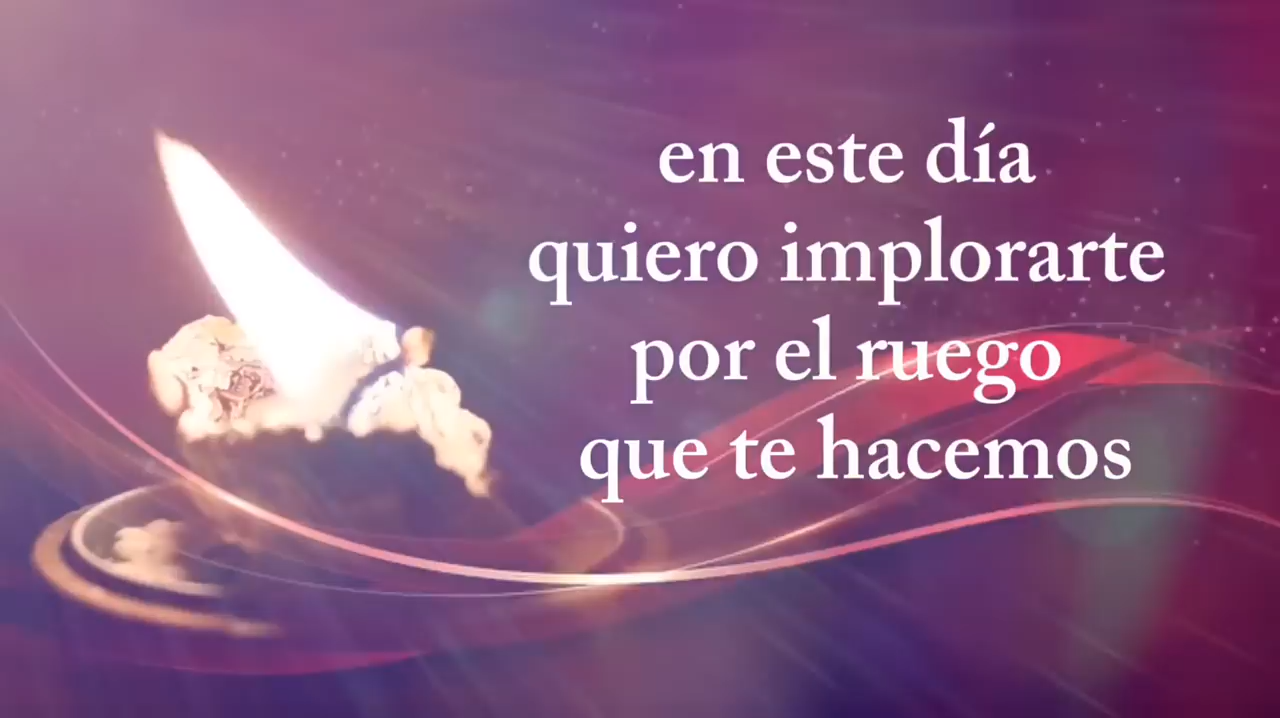 en este día
quiero implorarte
por el ruego
que te hacemos